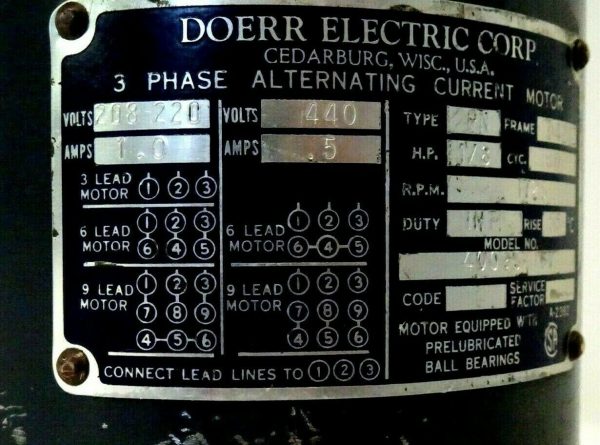 DOERR ELECTRIC CORP
CEDARBURG, WISC., U.S.A.
3 PHASE ALTERNATING CURRENT MOTOR
VOLTS 208 220
AMPS 1.0
3 LEAD MOTOR 1 2 3
6 LEAD MOTOR 1 2 3
6 4 5
9 LEAD MOTOR 1 2 3
7 8 9
4 5 6
VOLTS 440
AMPS .5
6 LEAD MOTOR 1 2 3
6 4 5
9 LEAD MOTOR 1 2 3
7 8 9
4 5 6
CONNECT LEAD LINES TO 1 2 3
TYPE FRAME
H.P. 1/8 CYC.
R.P.M.
DUTY RISE °C
MODEL NO.
CODE SERVICE FACTOR
MOTOR EQUIPPED WITH
PRELUBRICATED
BALL BEARINGS